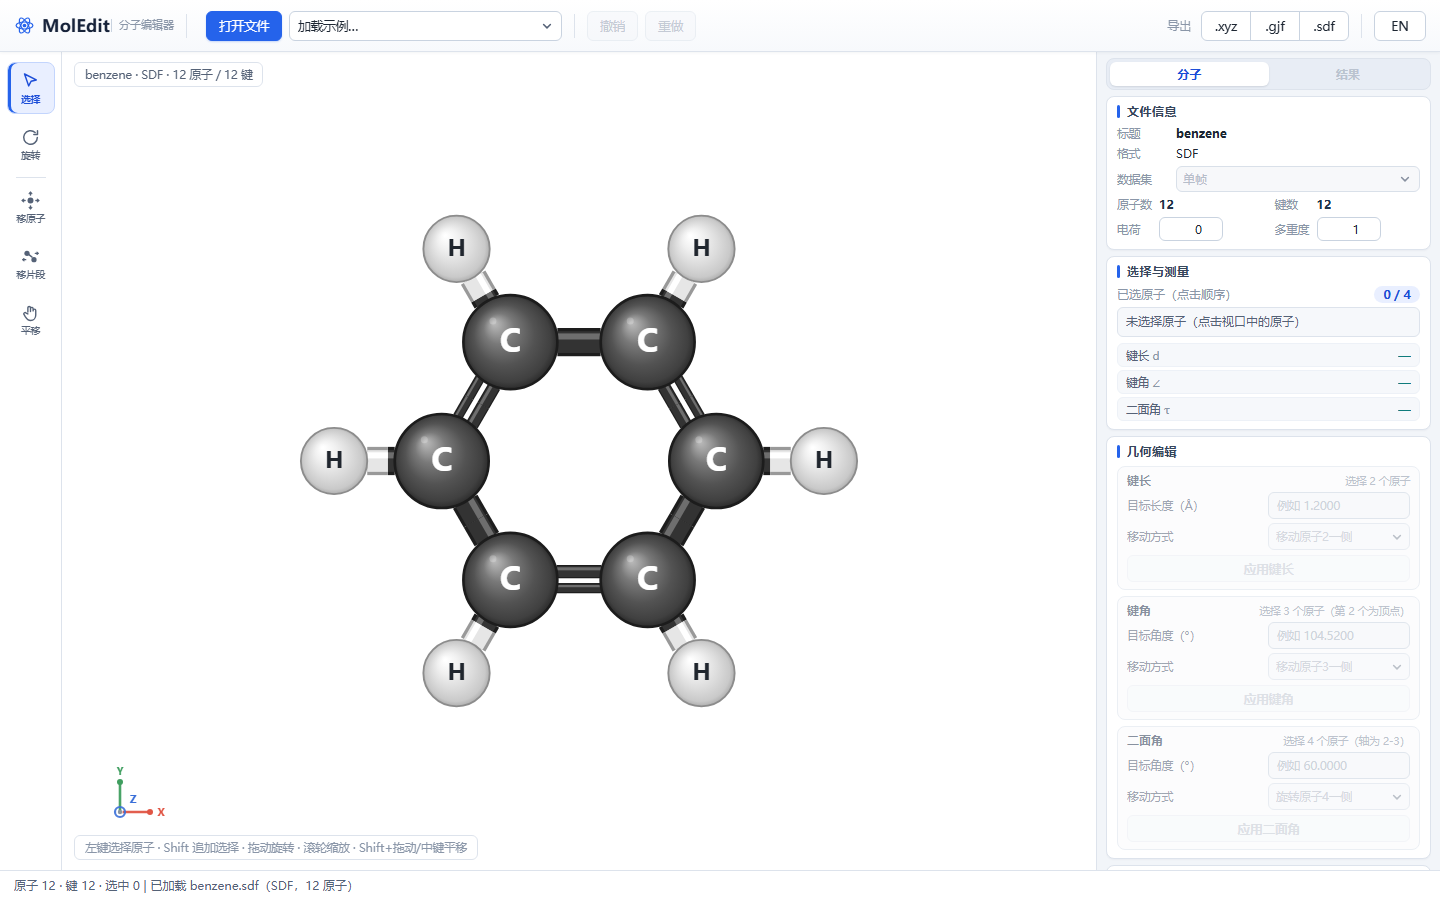 MolEdit 分子编辑器 打开文件 加载示例... 撤销 重做 导出 .xyz .gjf .sdf EN
选择
旋转
移原子
移片段
平移
benzene · SDF · 12 原子 / 12 键
H H
C C
H C C H
C C
H H
Y
Z
X
左键选择原子 · Shift 追加选择 · 拖动旋转 · 滚轮缩放 · Shift+拖动/中键平移
分子 结果
文件信息
标题 benzene
格式 SDF
数据集 单帧
原子数 12 键数 12
电荷 0 多重度 1
选择与测量
已选原子（点击顺序） 0 / 4
未选择原子（点击视口中的原子）
键长 d —
键角 ∠ —
二面角 τ —
几何编辑
键长 选择 2 个原子
目标长度（Å） 例如 1.2000
移动方式 移动原子2一侧
应用键长
键角 选择 3 个原子（第 2 个为顶点）
目标角度（°） 例如 104.5200
移动方式 移动原子3一侧
应用键角
二面角 选择 4 个原子（轴为 2-3）
目标角度（°） 例如 60.0000
移动方式 旋转原子4一侧
应用二面角
原子 12 · 键 12 · 选中 0 | 已加载 benzene.sdf（SDF，12 原子）